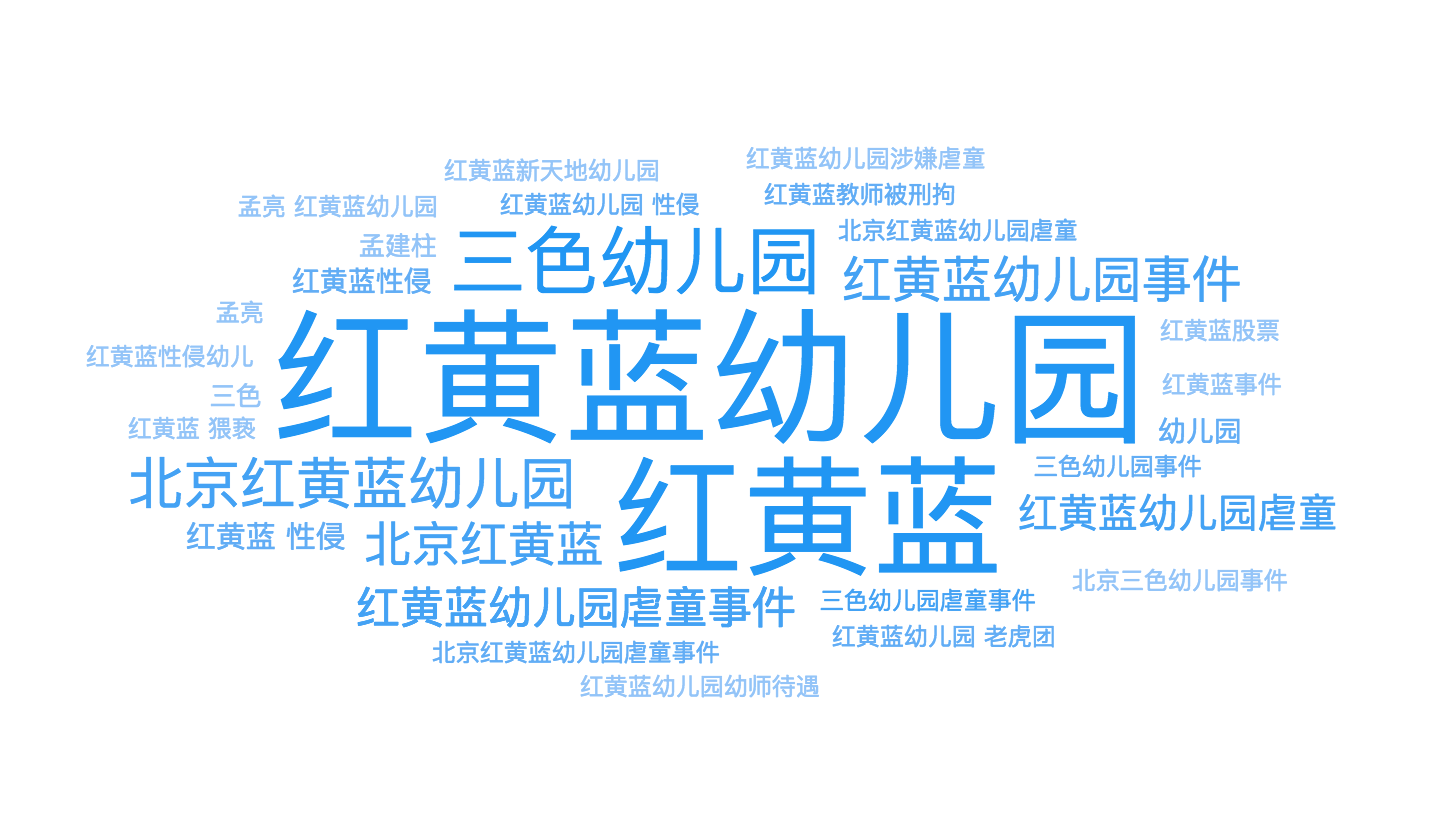 红黄蓝幼儿园涉嫌虐童
红黄蓝新天地幼儿园
红黄蓝教师被刑拘
红黄蓝幼儿园 性侵
孟亮 红黄蓝幼儿园
北京红黄蓝幼儿园虐童
孟建柱
三色幼儿园
红黄蓝性侵
红黄蓝幼儿园事件
孟亮
红黄蓝股票
红黄蓝性侵幼儿
红黄蓝幼儿园
红黄蓝事件
三色
红黄蓝 猥亵
幼儿园
三色幼儿园事件
北京红黄蓝幼儿园
红黄蓝
红黄蓝幼儿园虐童
红黄蓝 性侵
北京红黄蓝
北京三色幼儿园事件
红黄蓝幼儿园虐童事件
三色幼儿园虐童事件
红黄蓝幼儿园 老虎团
北京红黄蓝幼儿园虐童事件
红黄蓝幼儿园幼师待遇